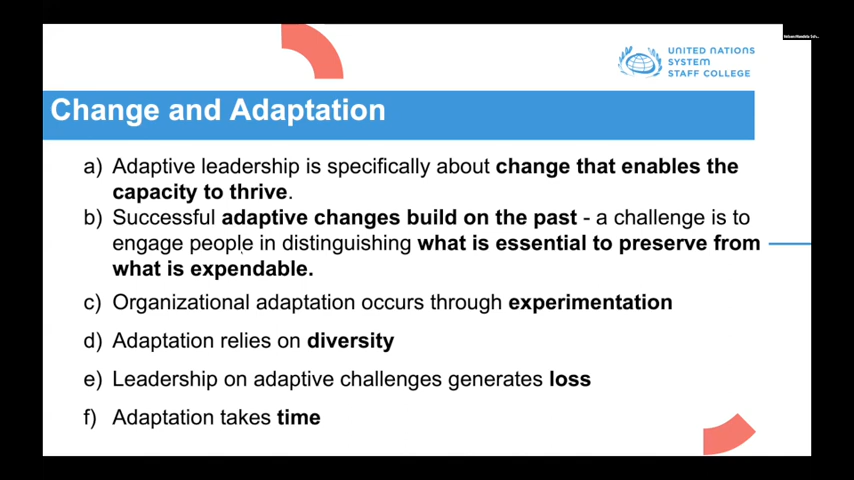 UNITED NATIONS
SYSTEM
STAFF COLLEGE
Change and Adaptation
a) Adaptive leadership is specifically about change that enables the
capacity to thrive.
b) Successful adaptive changes build on the past - a challenge is to
engage people in distinguishing what is essential to preserve from
what is expendable.
c) Organizational adaptation occurs through experimentation
d) Adaptation relies on diversity
e) Leadership on adaptive challenges generates loss
f) Adaptation takes time